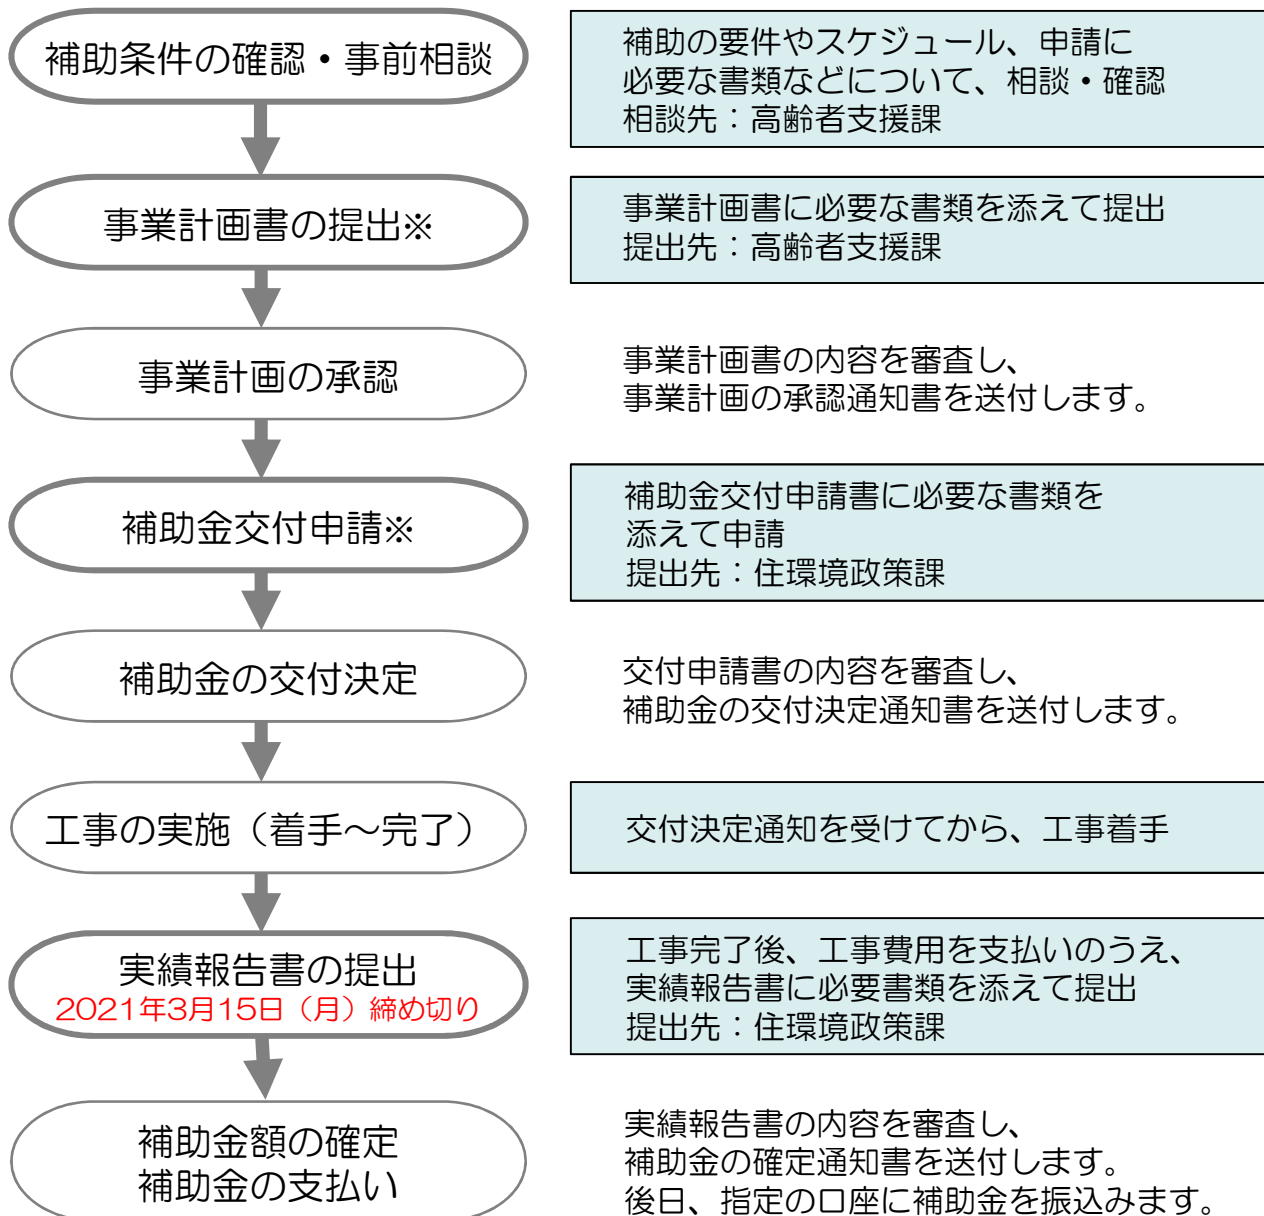 補助条件の確認・事前相談
補助の要件やスケジュール、申請に
必要な書類などについて、相談・確認
相談先：高齢者支援課
事業計画書の提出※
事業計画書に必要な書類を添えて提出
提出先：高齢者支援課
事業計画の承認
事業計画書の内容を審査し、
事業計画の承認通知書を送付します。
補助金交付申請※
補助金交付申請書に必要な書類を
添えて申請
提出先：住環境政策課
補助金の交付決定
交付申請書の内容を審査し、
補助金の交付決定通知書を送付します。
工事の実施（着手～完了）
交付決定通知を受けてから、工事着手
実績報告書の提出
2021年3月15日（月）締め切り
工事完了後、工事費用を支払いのうえ、
実績報告書に必要書類を添えて提出
提出先：住環境政策課
補助金額の確定
補助金の支払い
実績報告書の内容を審査し、
補助金の確定通知書を送付します。
後日、指定の口座に補助金を振込みます。